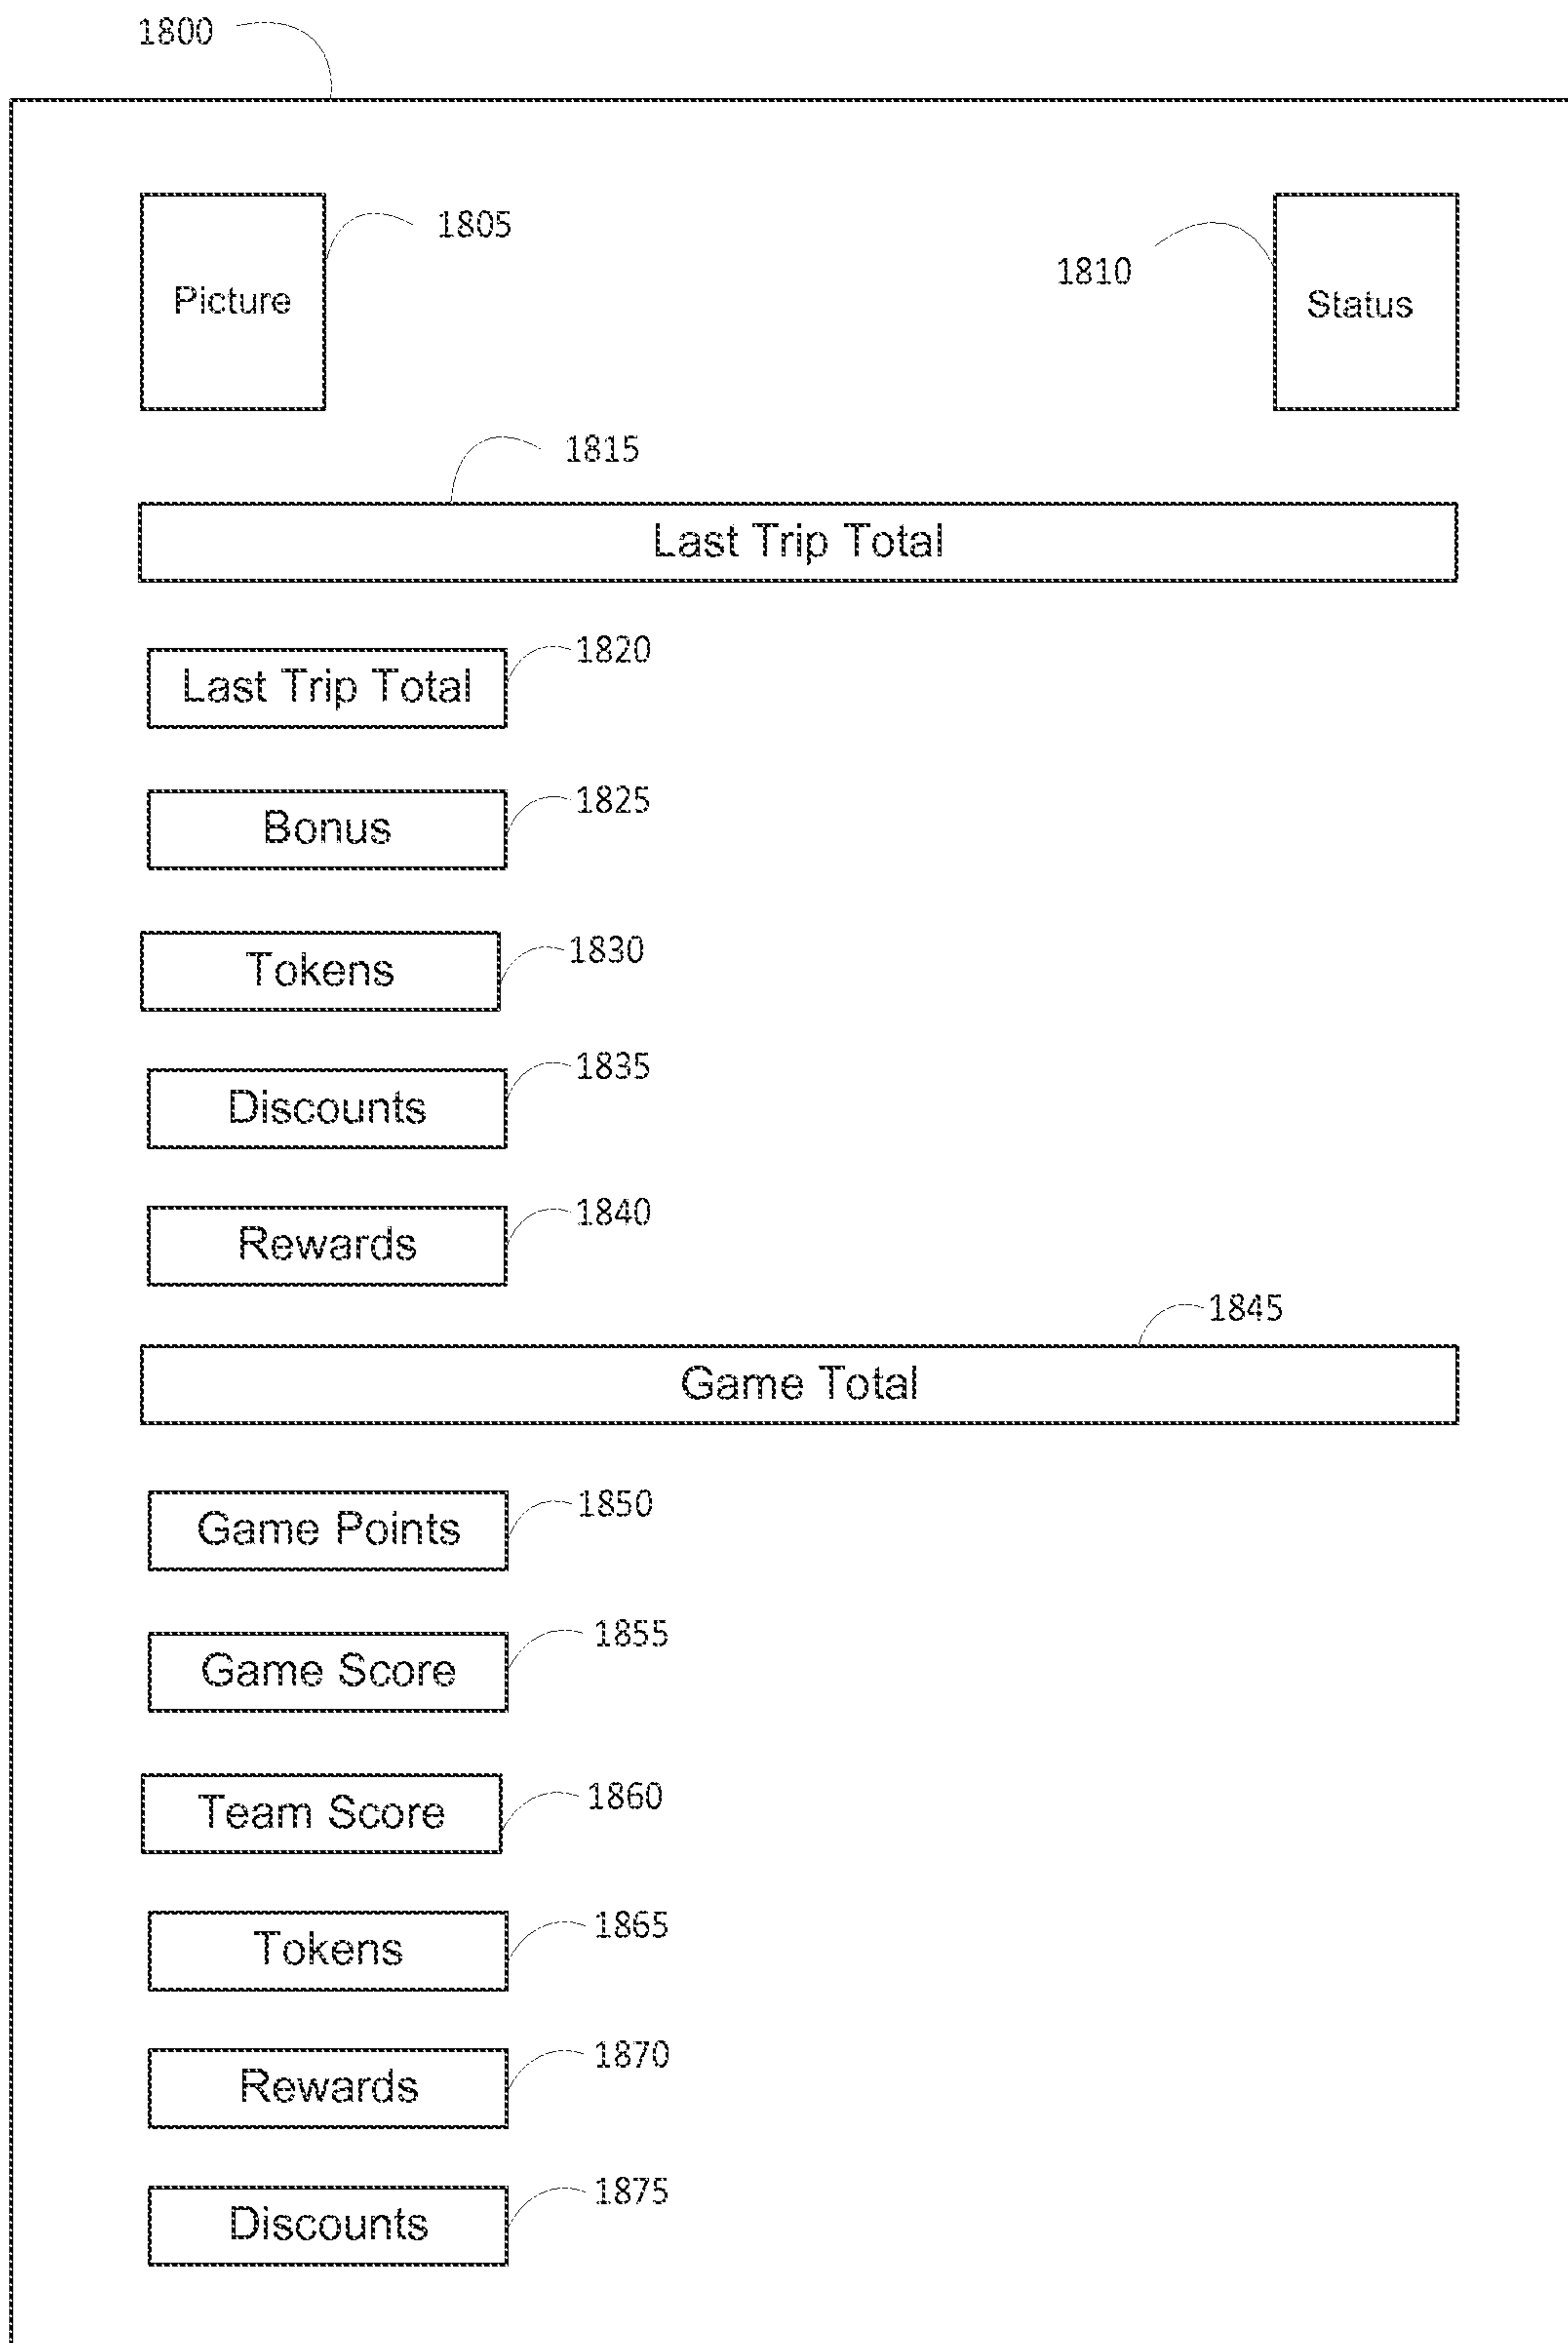 1800
1805
Picture
1810
Status
1815
Last Trip Total
1820
Last Trip Total
1825
Bonus
1830
Tokens
1835
Discounts
1840
Rewards
1845
Game Total
1850
Game Points
1855
Game Score
1860
Team Score
1865
Tokens
1870
Rewards
1875
Discounts